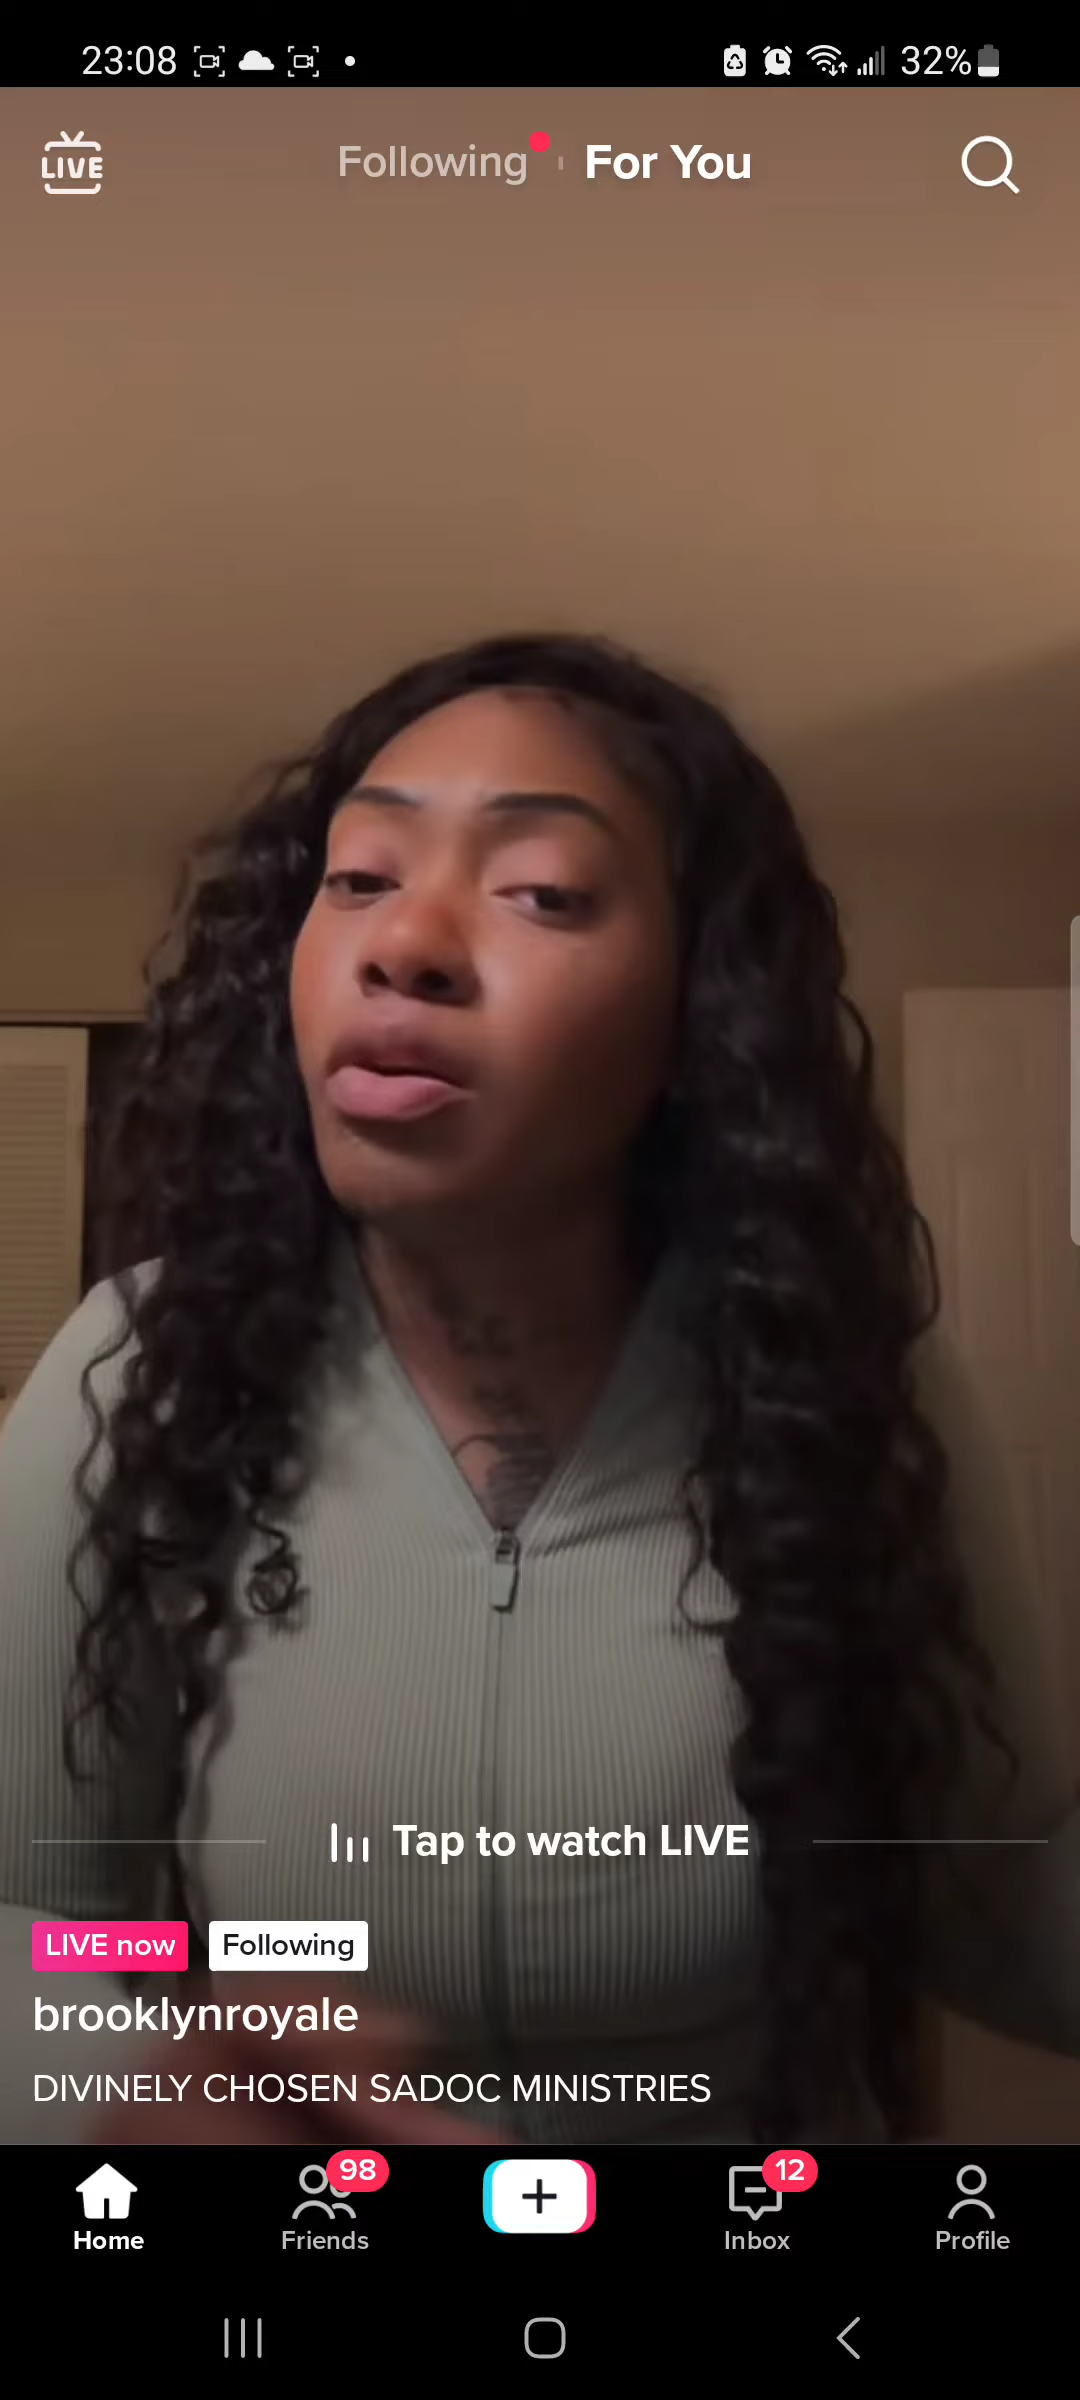 23:08 32%
LIVE Following For You
Tap to watch LIVE
LIVE now Following
brooklynroyale
DIVINELY CHOSEN SADOC MINISTRIES
98 12
Home Friends Inbox Profile